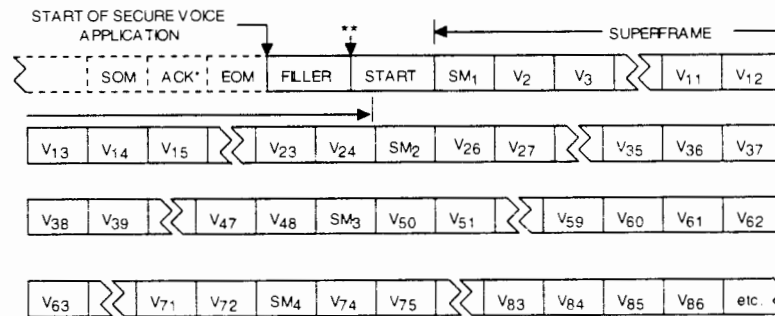 START OF SECURE VOICE
APPLICATION
**
SUPERFRAME
SOM ACK* EOM FILLER START SM1 V2 V3 V11 V12
V13 V14 V15 V23 V24 SM2 V26 V27 V35 V36 V37
V38 V39 V47 V48 SM3 V50 V51 V59 V60 V61 V62
V63 V71 V72 SM4 V74 V75 V83 V84 V85 V86 etc.